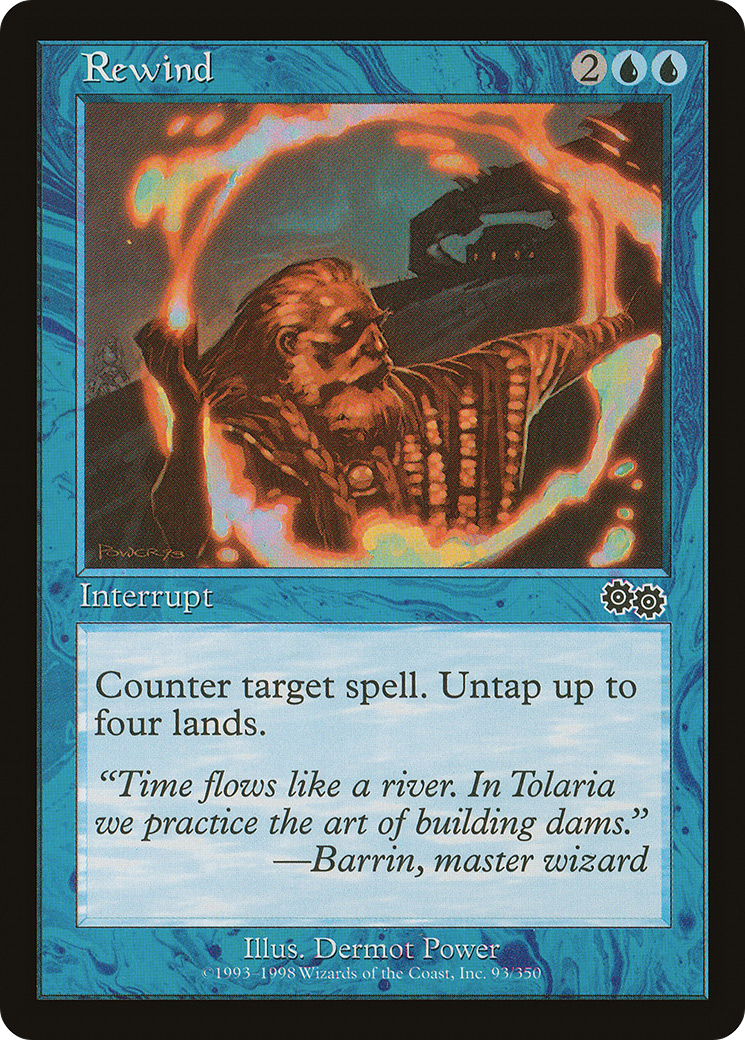 Rewind
2
Power 98
Interrupt
Counter target spell. Untap up to
four lands.
“Time flows like a river. In Tolaria
we practice the art of building dams.”
—Barrin, master wizard
Illus. Dermot Power
©1993–1998 Wizards of the Coast, Inc. 93/350